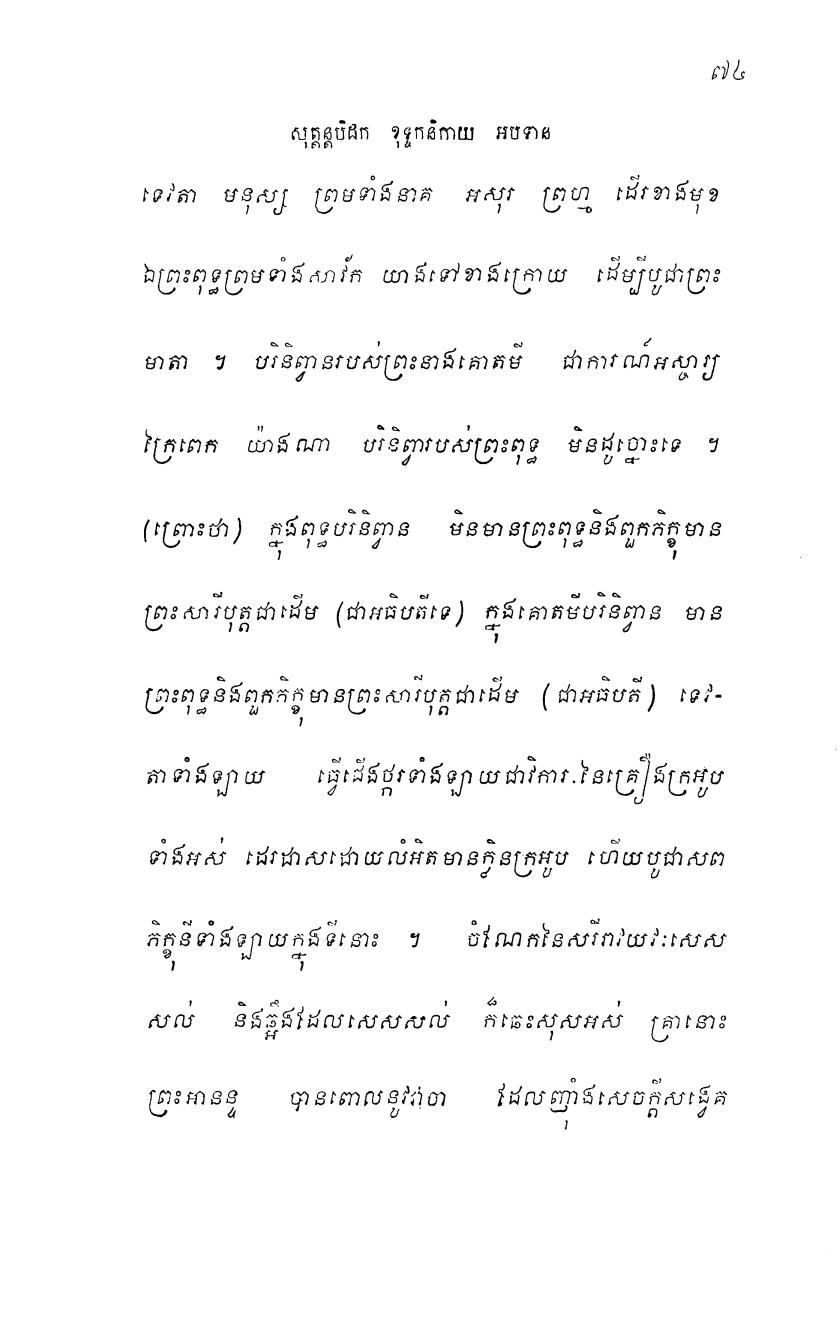 ៧៤
សុត្តន្តបិដក ខុទ្ទកនិកាយ អបទាន
ទេវតា មនុស្ស ព្រមទាំងនាគ អសុរ ព្រហ្ម ដើរខាងមុខ
ឯព្រះពុទ្ធព្រមទាំងសាវ័ក យាងទៅខាងក្រោយ ដើម្បីបូជាព្រះ
មាតា ។ បរិនិព្វានរបស់ព្រះនាងគោតមី ជាការណ៍អស្ចារ្យ
ក្រៃពេក យ៉ាងណា បរិនិព្វារបស់ព្រះពុទ្ធ មិនដូច្នោះទេ ។
(ព្រោះថា) ក្នុងពុទ្ធបរិនិព្វាន មិនមានព្រះពុទ្ធនិងពួកភិក្ខុមាន
ព្រះសារីបុត្តជាដើម (ជាអធិបតីទេ) ក្នុងគោតមីបរិនិព្វាន មាន
ព្រះពុទ្ធនិងពួកភិក្ខុមានព្រះសារីបុត្តជាដើម (ជាអធិបតី) ទេវ-
តាទាំងឡាយ ធ្វើជើងថ្ករទាំងឡាយជាវិការៈនៃគ្រឿងក្រអូប
ទាំងអស់ ដេរដាសដោយលំអិតមានក្លិនក្រអូប ហើយបូជាសព
ភិក្ខុនីទាំងឡាយក្នុងទីនោះ ។ ចំណែកនៃសរីរាវយវៈសេស
សល់ និងឆ្អឹងដែលសេសសល់ ក៏ឆេះសុសអស់ គ្រានោះ
ព្រះអានន្ទ បានពោលនូវវាចា ដែលញុំាងសេចក្តីសង្វេគ